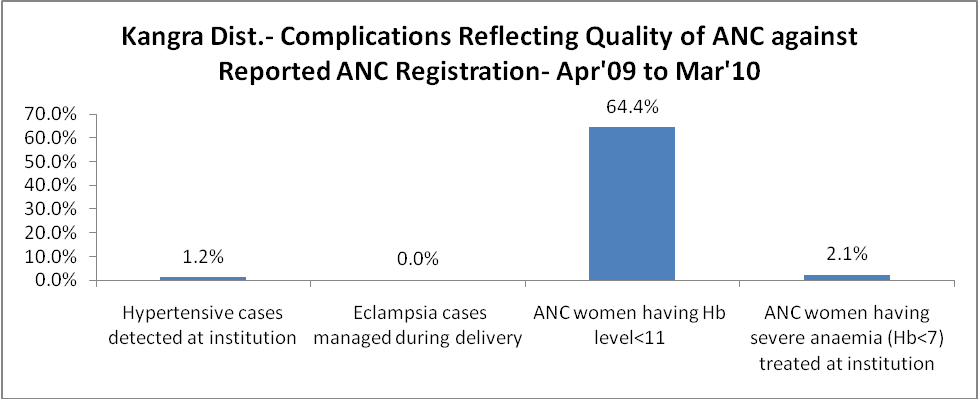 Kangra Dist.- Complications Reflecting Quality of ANC against
Reported ANC Registration- Apr'09 to Mar'10
70.0%
60.0%
50.0%
40.0%
30.0%
20.0%
10.0%
0.0%
1.2%
0.0%
64.4%
2.1%
Hypertensive cases
detected at institution
Eclampsia cases
managed during delivery
ANC women having Hb
level<11
ANC women having
severe anaemia (Hb<7)
treated at institution